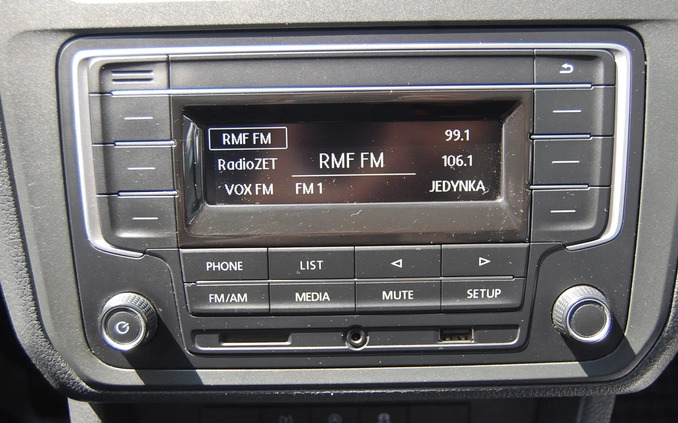 RMF FM 99.1
RadioZET RMF FM 106.1
VOX FM FM 1 JEDYNKA
PHONE LIST
FM/AM MEDIA MUTE SETUP